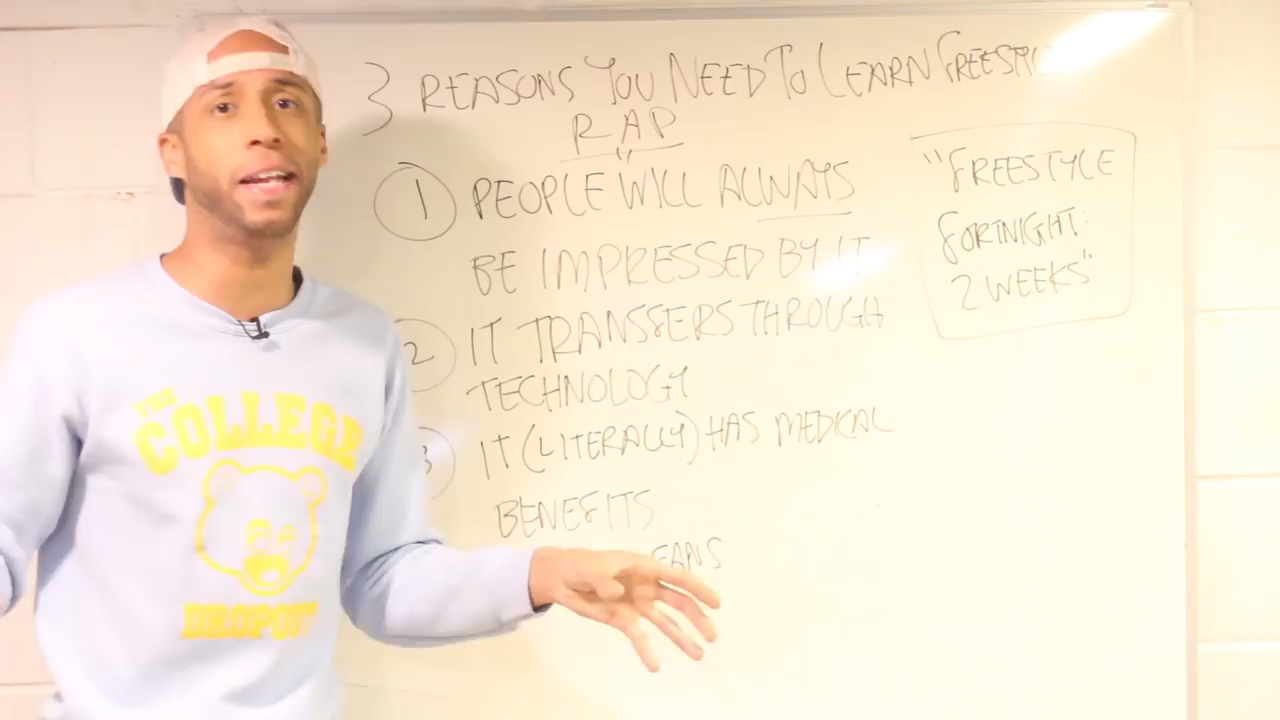 3 REASONS YOU NEED TO LEARN FREESTYLE
RAP
1 PEOPLE WILL ALWAYS
BE IMPRESSED BY IT
2 IT TRANSFERS THROUGH
TECHNOLOGY
3 IT (LITERALLY) HAS MEDICAL
BENEFITS
"FREESTYLE
FORTNIGHT:
2 WEEKS"
THE
COLLEGE
DROPOUT